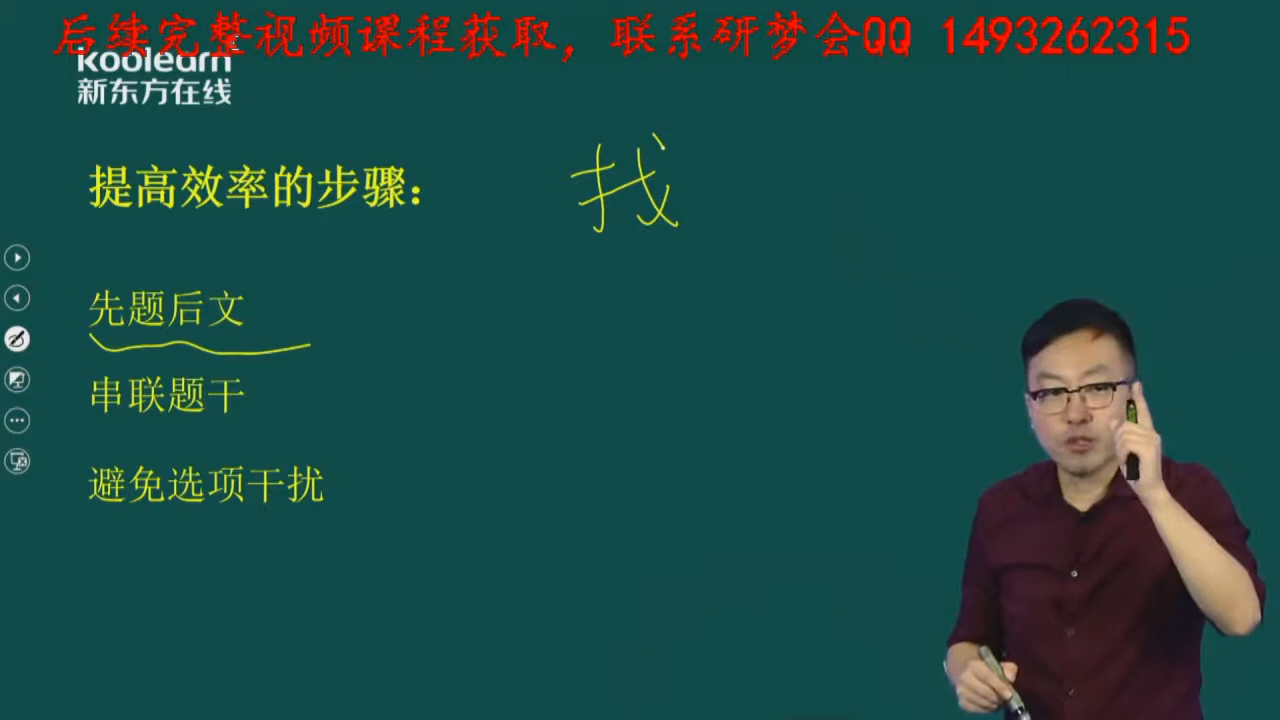 后续完整视频课程获取，联系研梦会QQ 1493262315
koolearn
新东方在线
提高效率的步骤：
找
先题后文
串联题干
避免选项干扰